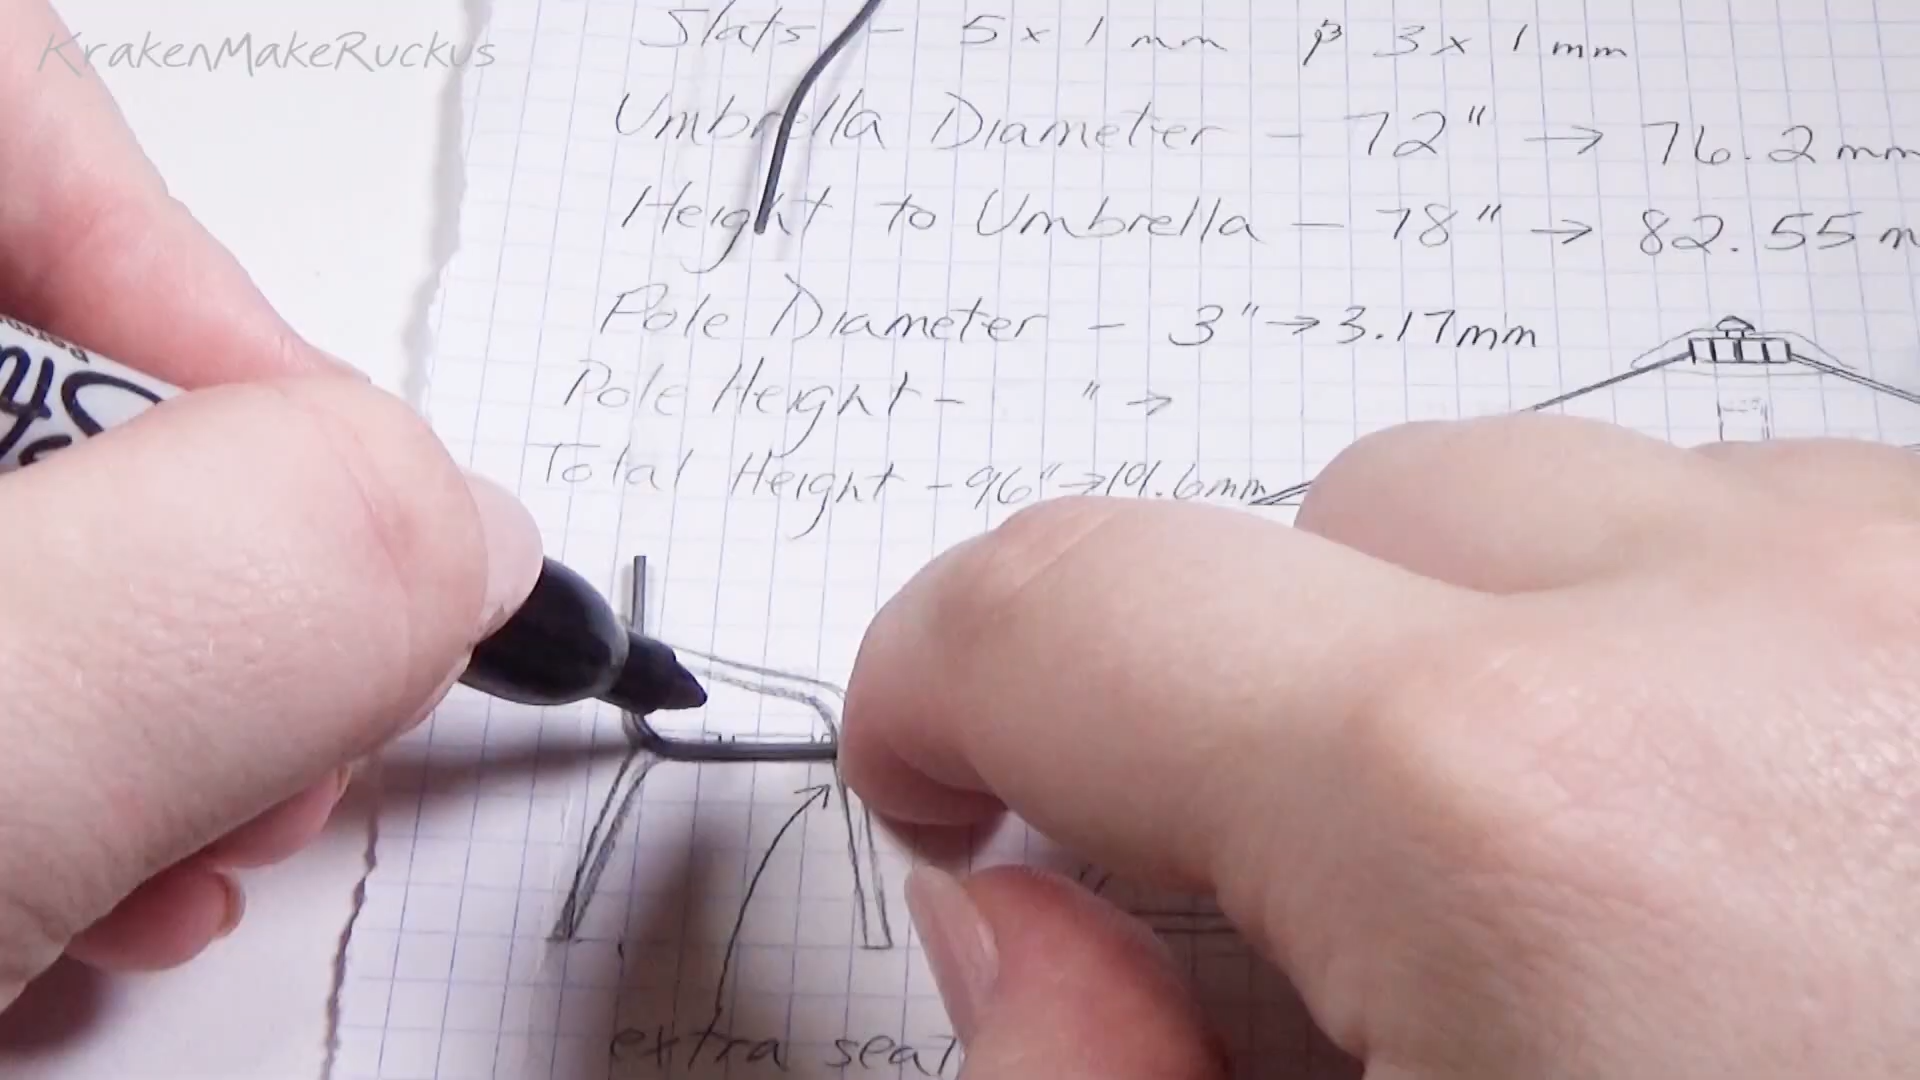 KrakenMakeRuckus
Slats - 5 x 1 mm 3 x 1 mm
Umbrella Diameter - 72" → 76.2 mm
Height to Umbrella - 78" → 82.55 m
Pole Diameter - 3" → 3.17mm
Pole Height - " →
Total Height - 96" → 101.6mm
extra seat